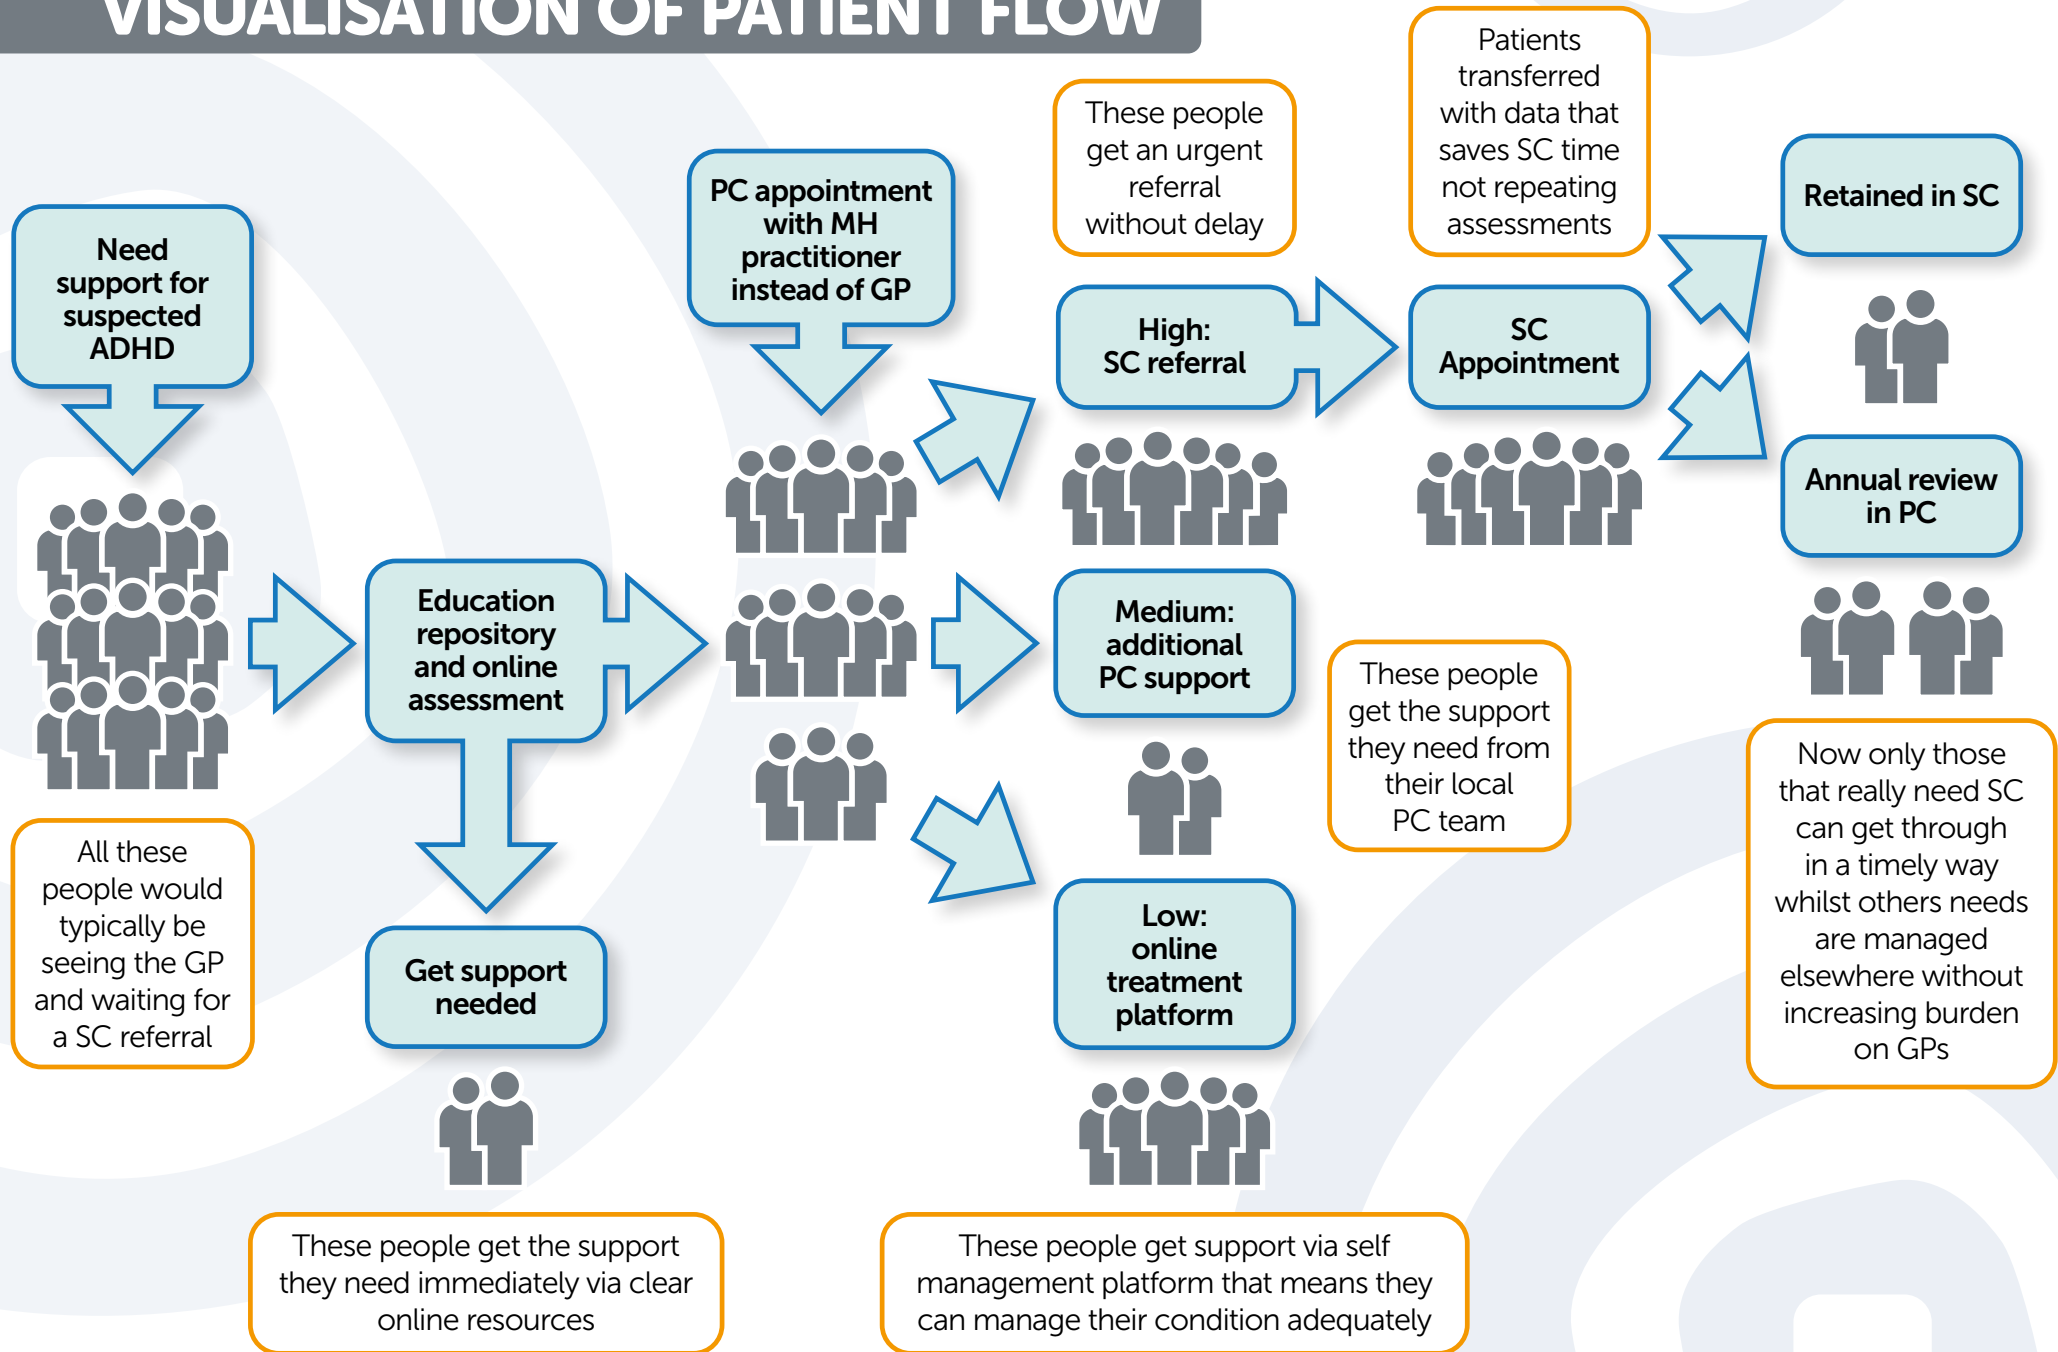 VISUALISATION OF PATIENT FLOW
Need
support for
suspected
ADHD
All these
people would
typically be
seeing the GP
and waiting for
a SC referral
Education
repository
and online
assessment
Get support
needed
These people get the support
they need immediately via clear
online resources
PC appointment
with MH
practitioner
instead of GP
These people
get an urgent
referral
without delay
High:
SC referral
Medium:
additional
PC support
These people
get the support
they need from
their local
PC team
Low:
online
treatment
platform
These people get support via self
management platform that means they
can manage their condition adequately
Patients
transferred
with data that
saves SC time
not repeating
assessments
SC
Appointment
Retained in SC
Annual review
in PC
Now only those
that really need SC
can get through
in a timely way
whilst others needs
are managed
elsewhere without
increasing burden
on GPs